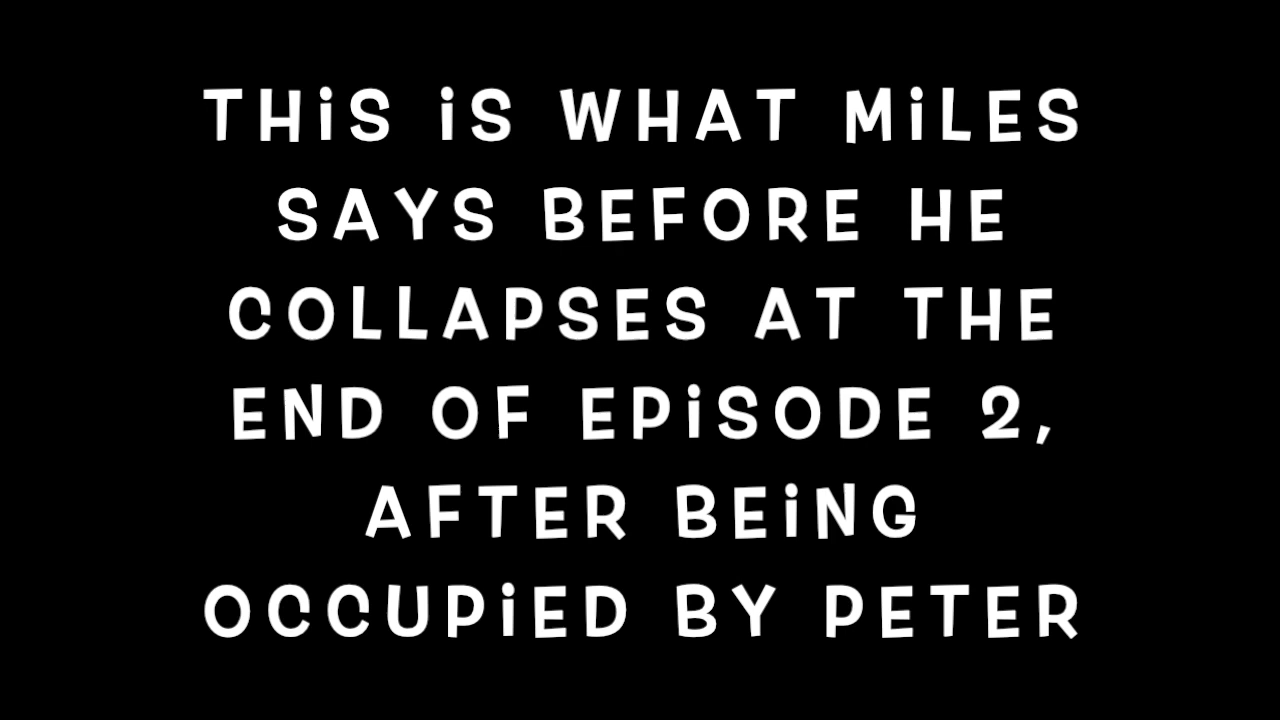 THiS iS WHAT MiLES
SAYS BEFORE HE
COLLAPSES AT THE
END OF EPiSODE 2,
AFTER BEiNG
OCCUPiED BY PETER